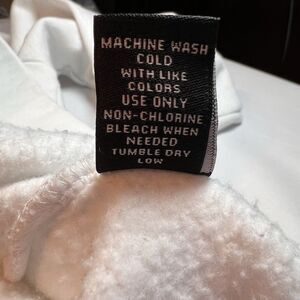 MACHINE WASH
COLD
WITH LIKE
COLORS
USE ONLY
NON-CHLORINE
BLEACH WHEN
NEEDED
TUMBLE DRY
LOW